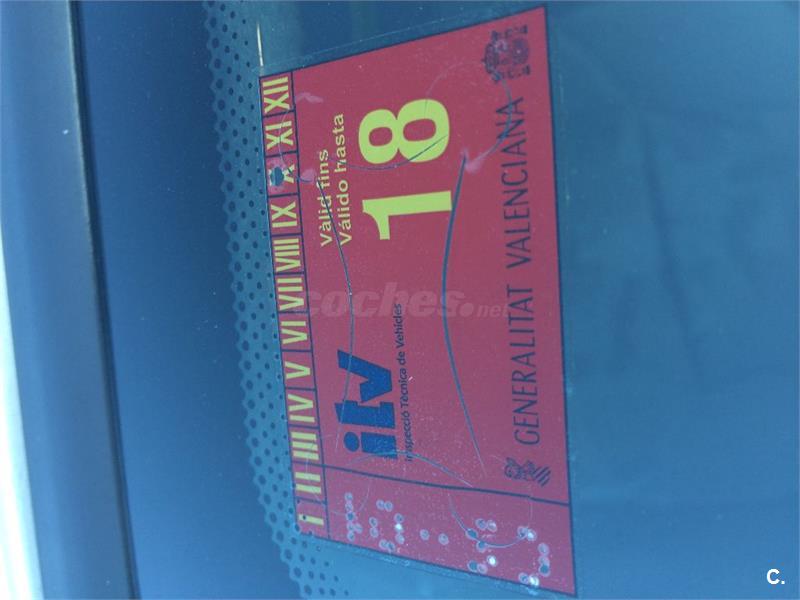 I II III IV V VI VII VIII IX X XI XII
Vàlid fins
Válido hasta
18
itv
Inspecció Tècnica de Vehicles
GENERALITAT VALENCIANA
coches.net
C.